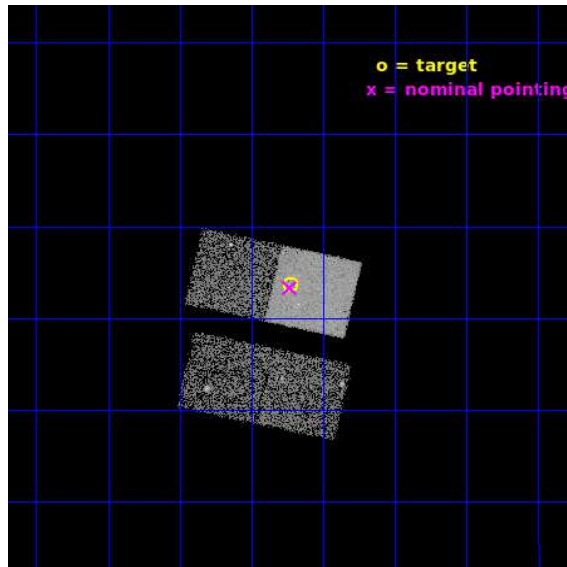 o = target
x = nominal pointing